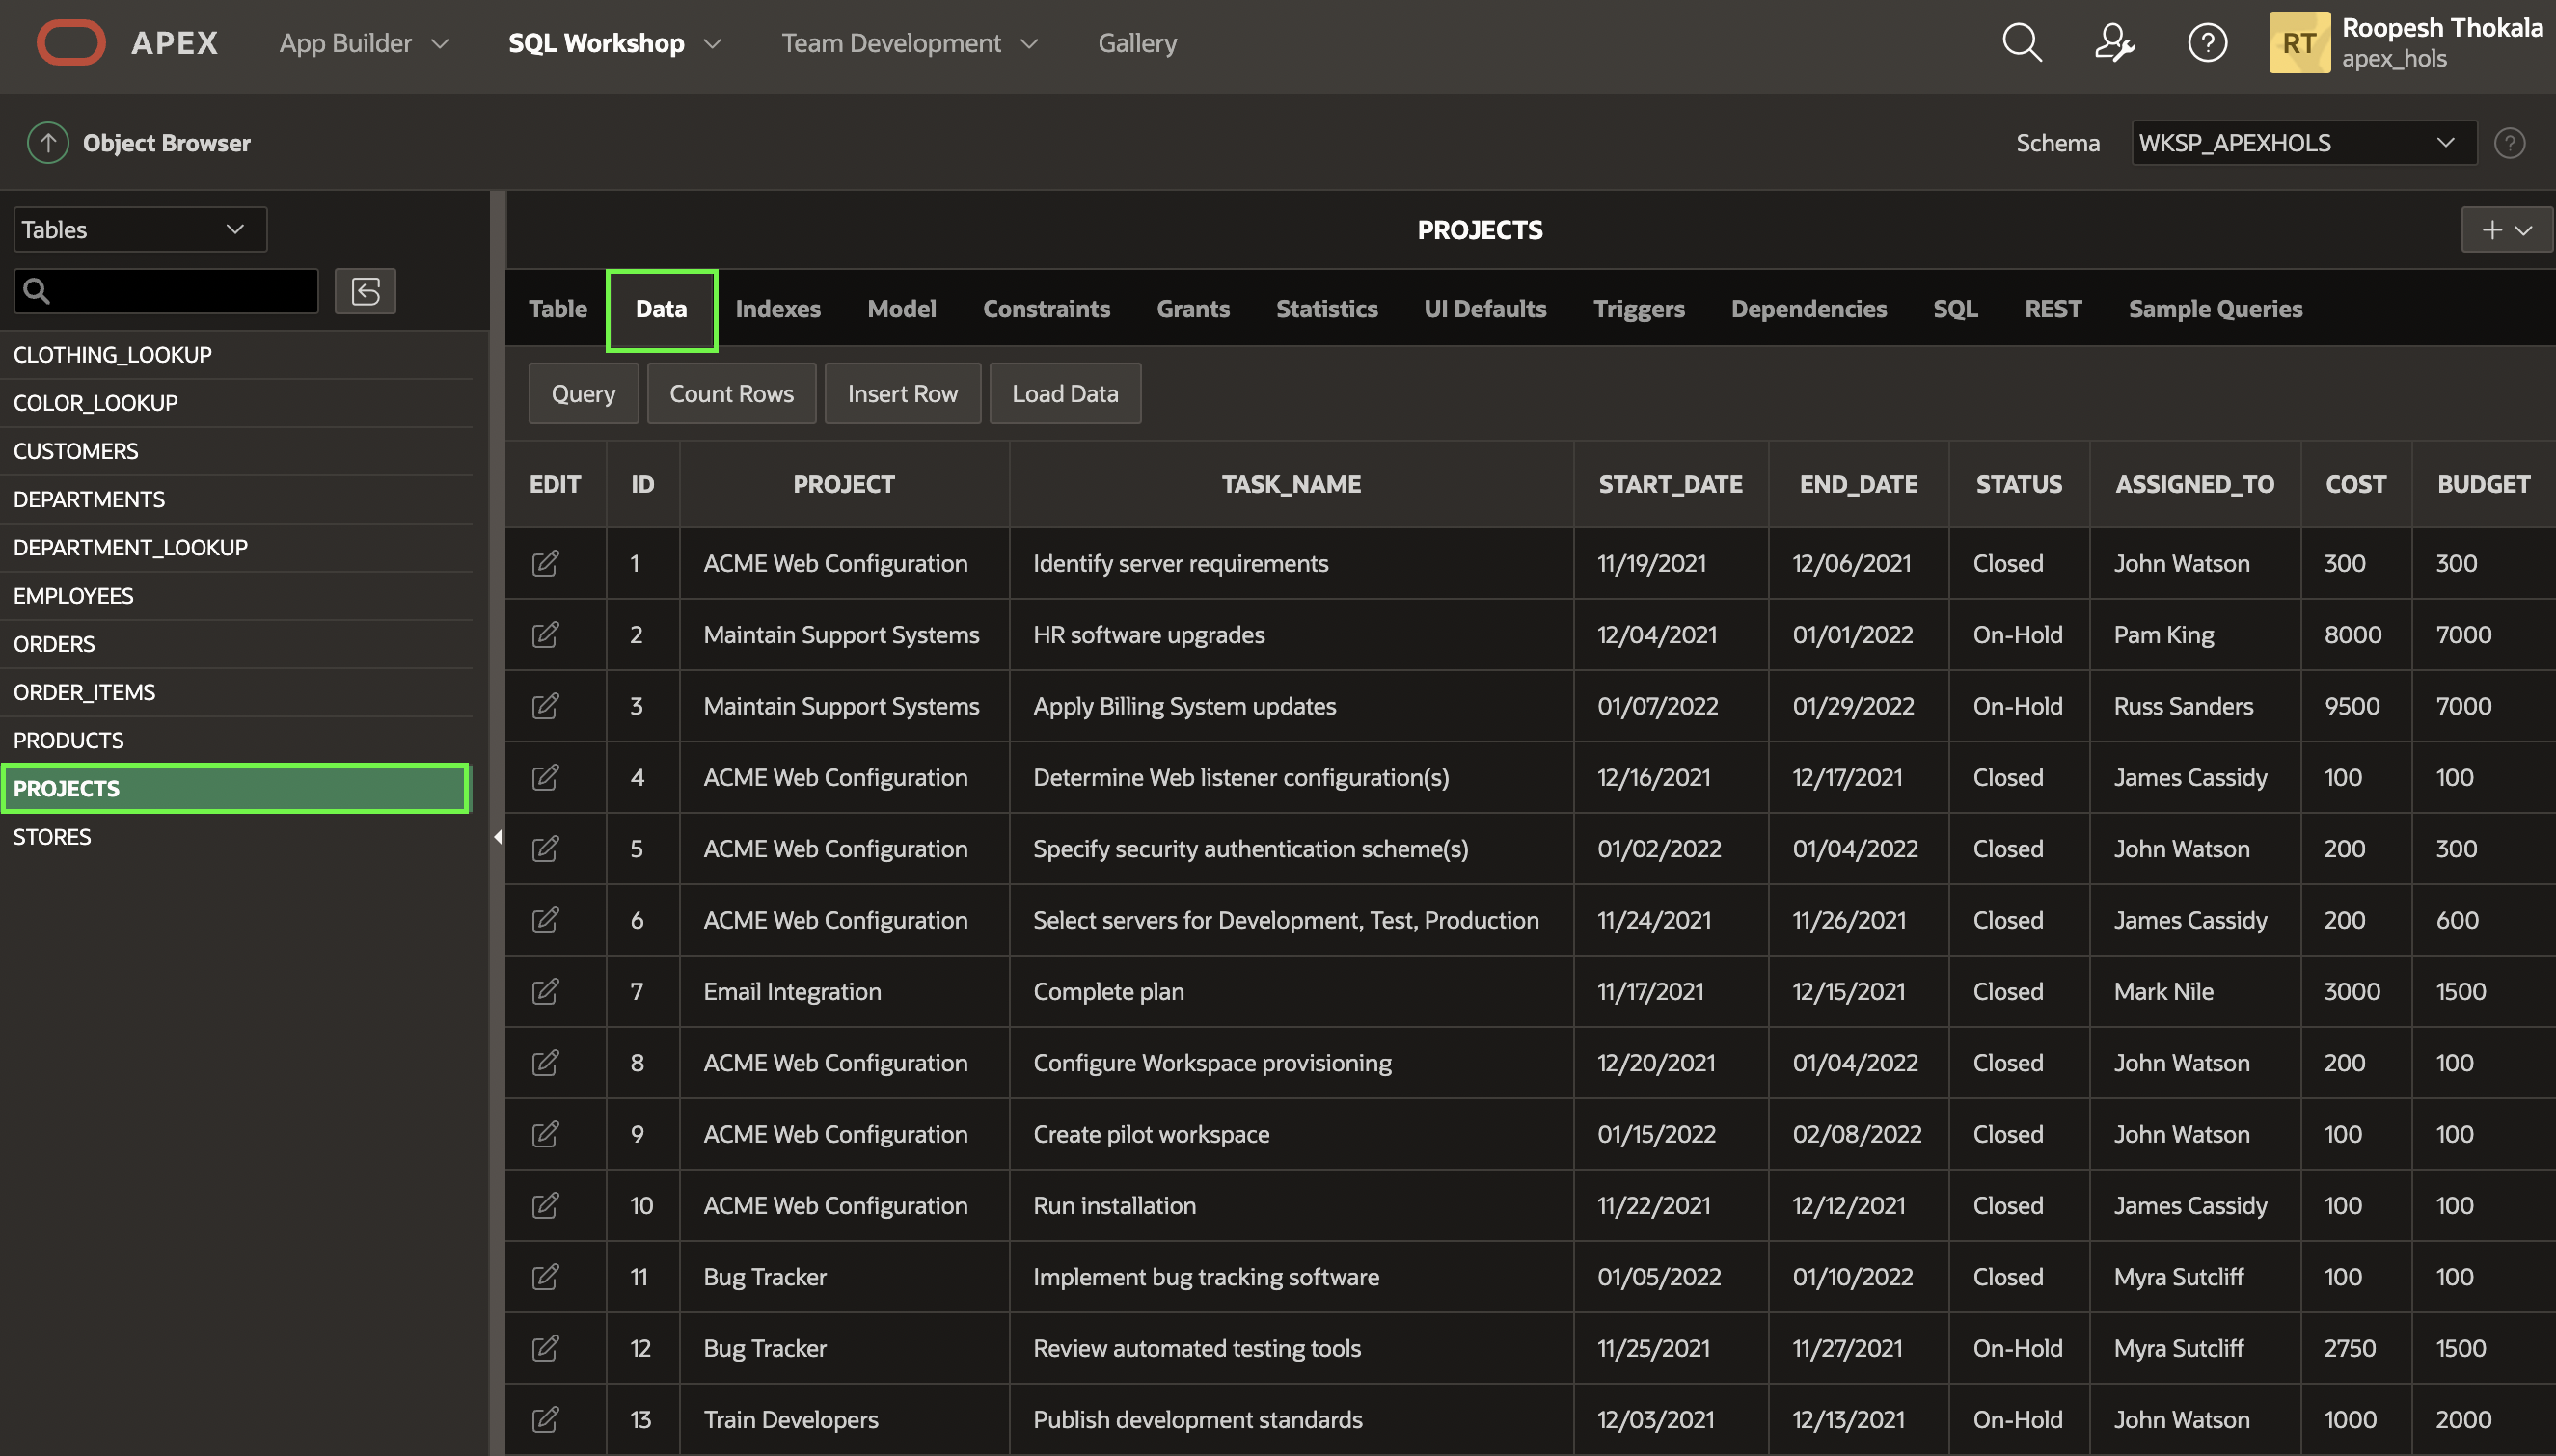 APEX App Builder SQL Workshop Team Development Gallery ? RT Roopesh Thokala
apex_hols
Object Browser Schema WKSP_APEXHOLS ?
Tables
CLOTHING_LOOKUP
COLOR_LOOKUP
CUSTOMERS
DEPARTMENTS
DEPARTMENT_LOOKUP
EMPLOYEES
ORDERS
ORDER_ITEMS
PRODUCTS
PROJECTS
STORES
PROJECTS
Table Data Indexes Model Constraints Grants Statistics UI Defaults Triggers Dependencies SQL REST Sample Queries
Query Count Rows Insert Row Load Data
EDIT ID PROJECT TASK_NAME START_DATE END_DATE STATUS ASSIGNED_TO COST BUDGET
1 ACME Web Configuration Identify server requirements 11/19/2021 12/06/2021 Closed John Watson 300 300
2 Maintain Support Systems HR software upgrades 12/04/2021 01/01/2022 On-Hold Pam King 8000 7000
3 Maintain Support Systems Apply Billing System updates 01/07/2022 01/29/2022 On-Hold Russ Sanders 9500 7000
4 ACME Web Configuration Determine Web listener configuration(s) 12/16/2021 12/17/2021 Closed James Cassidy 100 100
5 ACME Web Configuration Specify security authentication scheme(s) 01/02/2022 01/04/2022 Closed John Watson 200 300
6 ACME Web Configuration Select servers for Development, Test, Production 11/24/2021 11/26/2021 Closed James Cassidy 200 600
7 Email Integration Complete plan 11/17/2021 12/15/2021 Closed Mark Nile 3000 1500
8 ACME Web Configuration Configure Workspace provisioning 12/20/2021 01/04/2022 Closed John Watson 200 100
9 ACME Web Configuration Create pilot workspace 01/15/2022 02/08/2022 Closed John Watson 100 100
10 ACME Web Configuration Run installation 11/22/2021 12/12/2021 Closed James Cassidy 100 100
11 Bug Tracker Implement bug tracking software 01/05/2022 01/10/2022 Closed Myra Sutcliff 100 100
12 Bug Tracker Review automated testing tools 11/25/2021 11/27/2021 On-Hold Myra Sutcliff 2750 1500
13 Train Developers Publish development standards 12/03/2021 12/13/2021 On-Hold John Watson 1000 2000